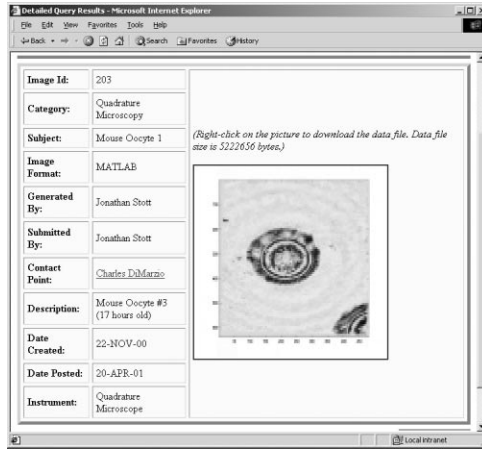 Detailed Query Results - Microsoft Internet Explorer
File Edit View Favorites Tools Help
Back Search Favorites History
Image Id: 203
Category: Quadrature
Microscopy
Subject: Mouse Oocyte 1
(Right-click on the picture to download the data file. Data file
size is 5222656 bytes.)
Image
Format: MATLAB
Generated
By: Jonathan Stott
Submitted
By: Jonathan Stott
Contact
Point: Charles DiMarzio
Description: Mouse Oocyte #3
(17 hours old)
Date
Created: 22-NOV-00
Date Posted: 20-APR-01
Instrument: Quadrature
Microscope
Local intranet